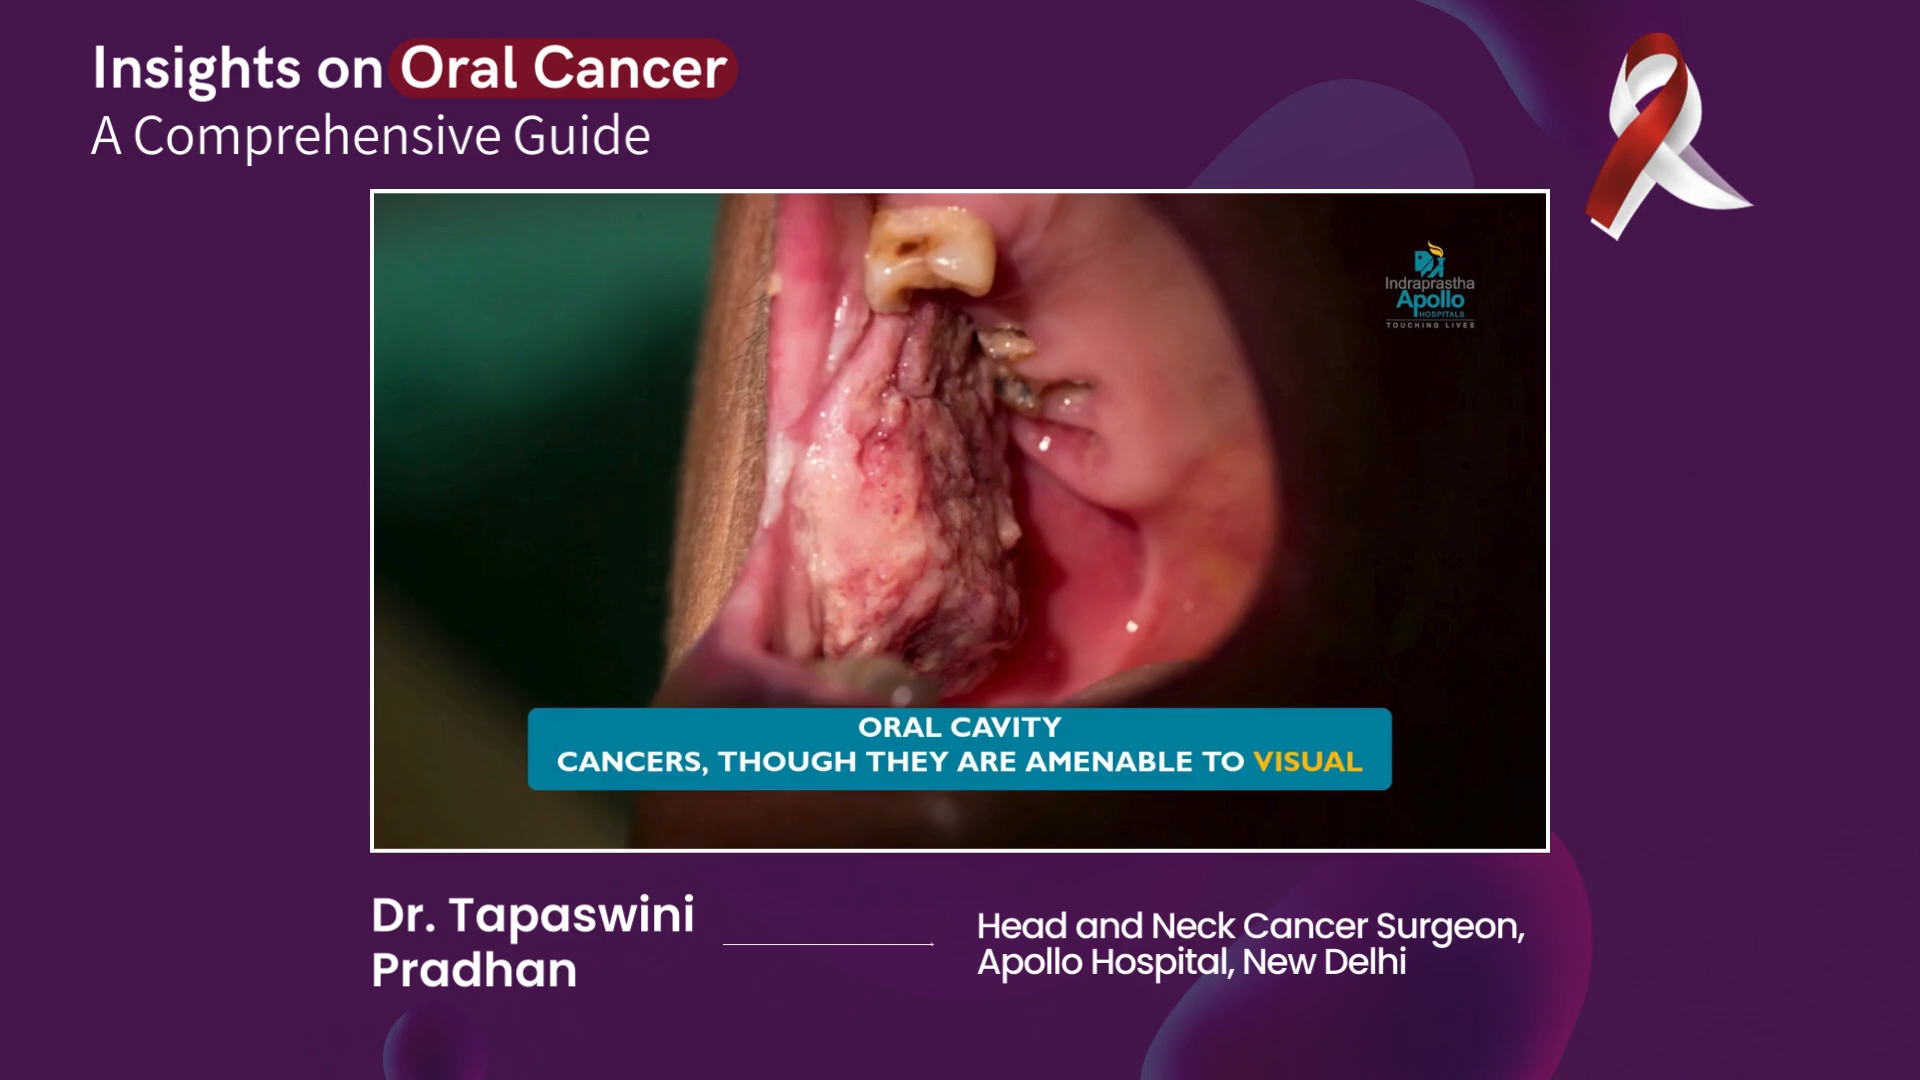 Insights on Oral Cancer
A Comprehensive Guide
Indraprastha
Apollo
HOSPITALS
TOUCHING LIVES
ORAL CAVITY
CANCERS, THOUGH THEY ARE AMENABLE TO VISUAL
Dr. Tapaswini
Pradhan
Head and Neck Cancer Surgeon,
Apollo Hospital, New Delhi